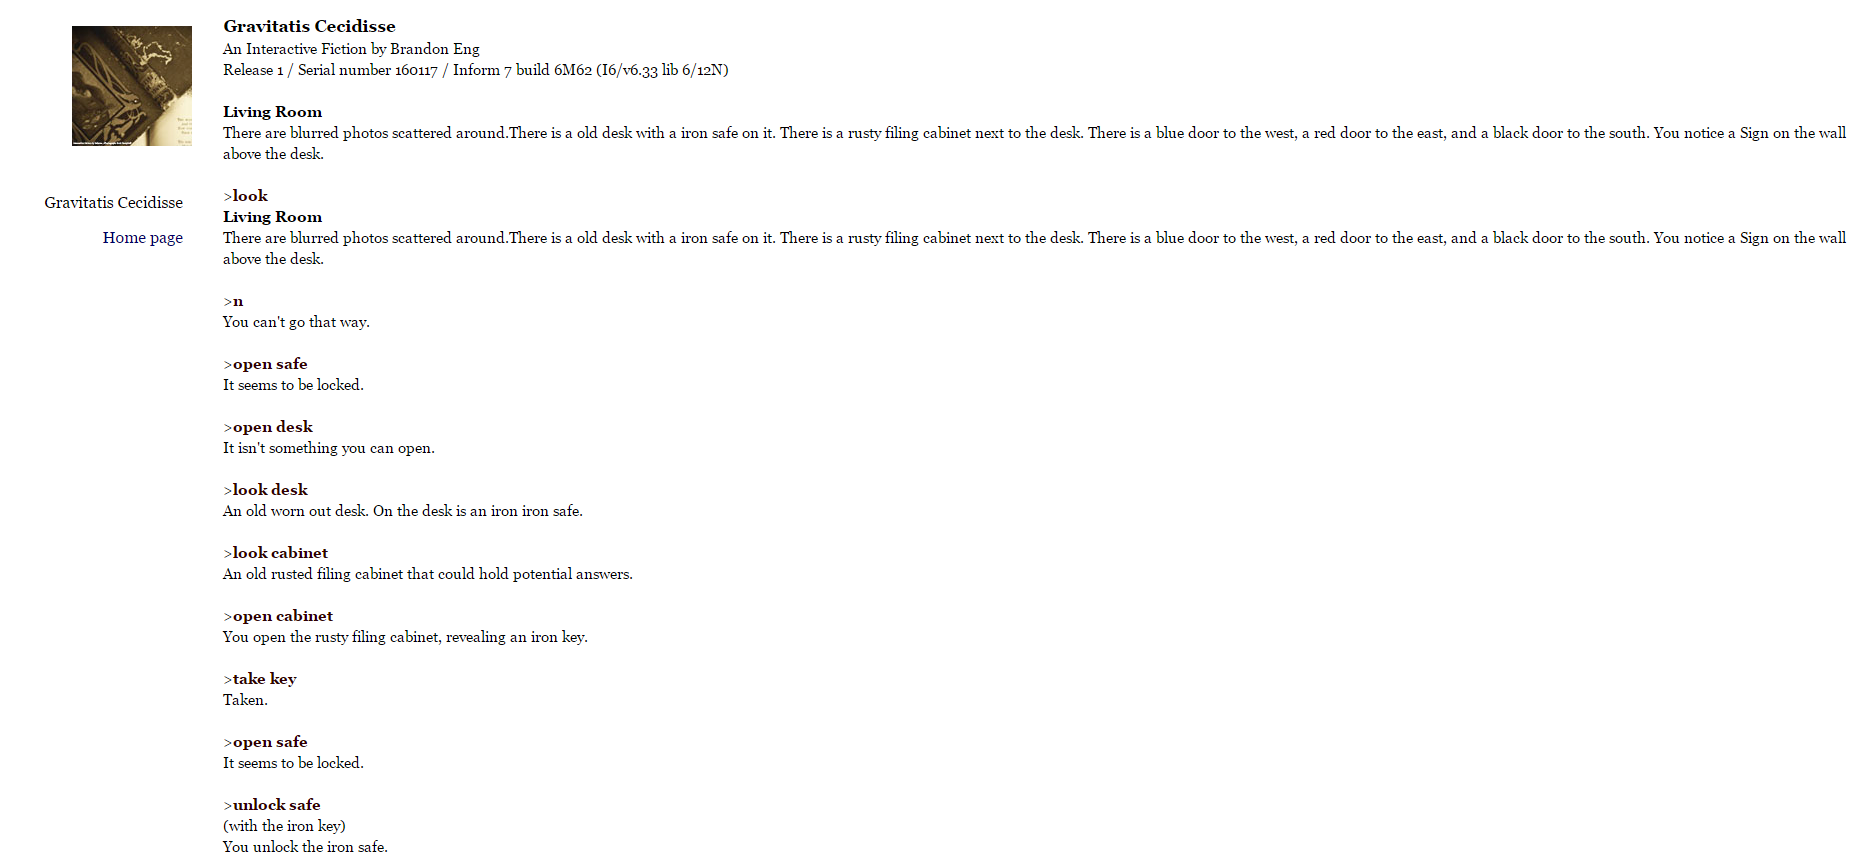 Gravitatis Cecidisse
An Interactive Fiction by Brandon Eng
Release 1 / Serial number 160117 / Inform 7 build 6M62 (I6/v6.33 lib 6/12N)
Living Room
There are blurred photos scattered around.There is a old desk with a iron safe on it. There is a rusty filing cabinet next to the desk. There is a blue door to the west, a red door to the east, and a black door to the south. You notice a Sign on the wall
above the desk.
Gravitatis Cecidisse
Home page
>look
Living Room
There are blurred photos scattered around.There is a old desk with a iron safe on it. There is a rusty filing cabinet next to the desk. There is a blue door to the west, a red door to the east, and a black door to the south. You notice a Sign on the wall
above the desk.
>n
You can't go that way.
>open safe
It seems to be locked.
>open desk
It isn't something you can open.
>look desk
An old worn out desk. On the desk is an iron iron safe.
>look cabinet
An old rusted filing cabinet that could hold potential answers.
>open cabinet
You open the rusty filing cabinet, revealing an iron key.
>take key
Taken.
>open safe
It seems to be locked.
>unlock safe
(with the iron key)
You unlock the iron safe.